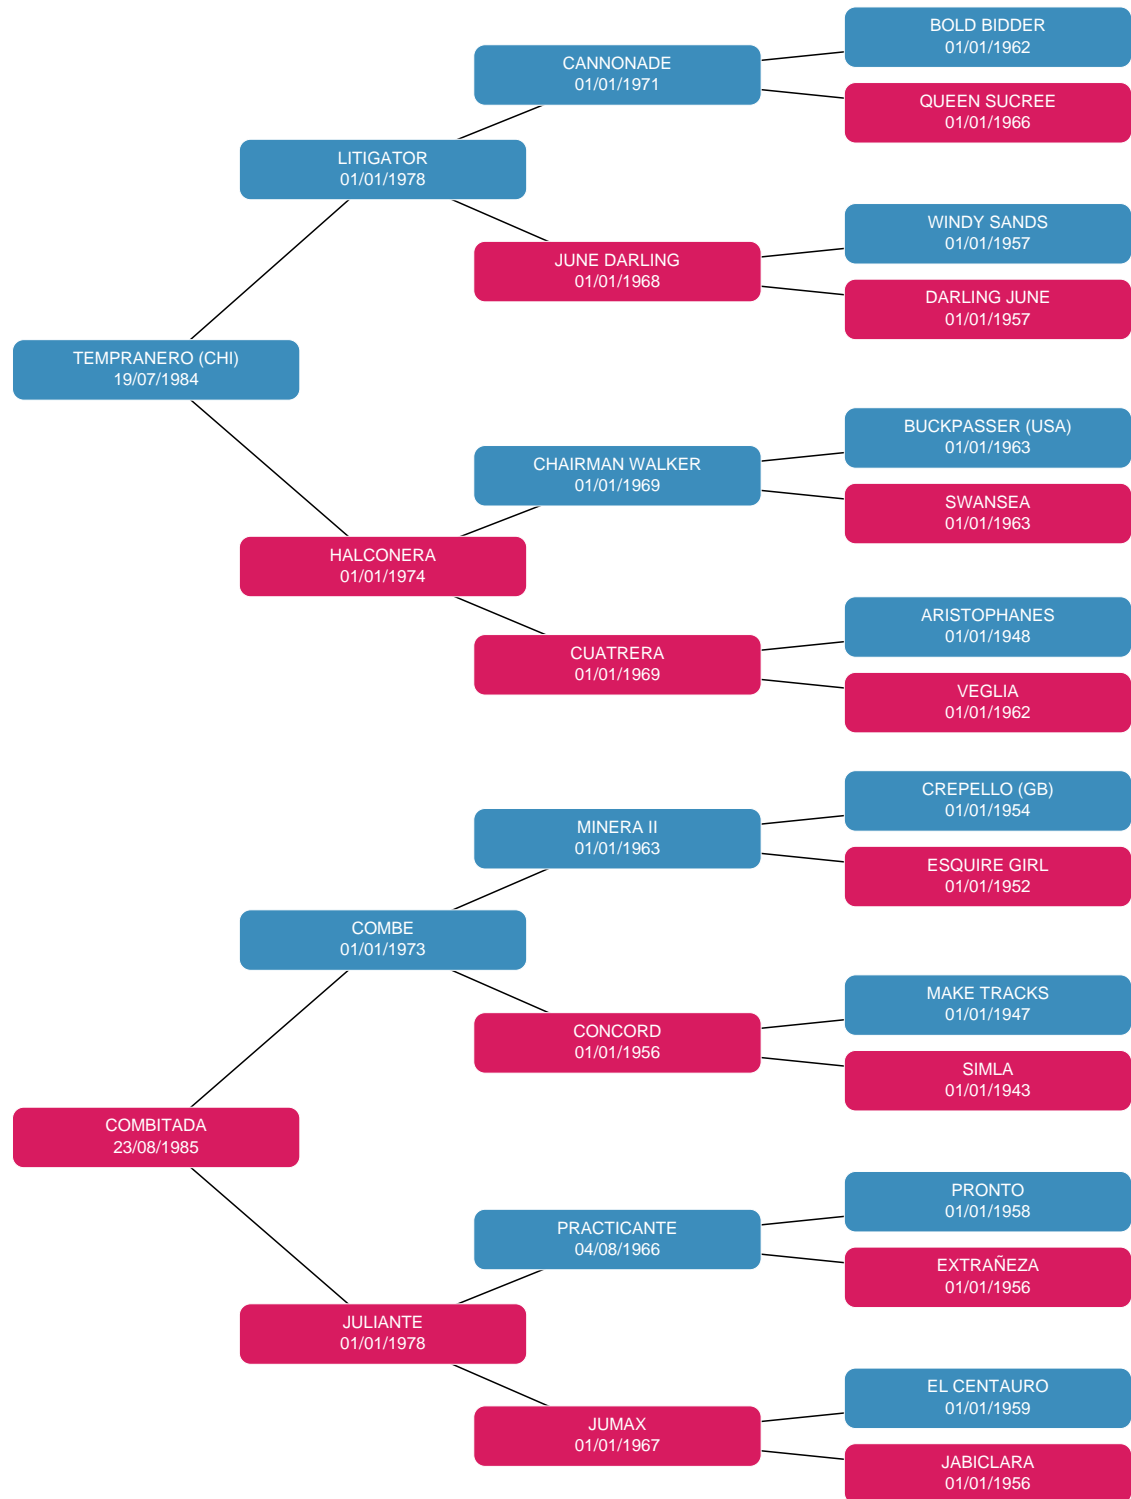 BOLD BIDDER
01/01/1962
CANNONADE
01/01/1971
QUEEN SUCREE
01/01/1966
LITIGATOR
01/01/1978
WINDY SANDS
01/01/1957
JUNE DARLING
01/01/1968
DARLING JUNE
01/01/1957
TEMPRANERO (CHI)
19/07/1984
BUCKPASSER (USA)
01/01/1963
CHAIRMAN WALKER
01/01/1969
SWANSEA
01/01/1963
HALCONERA
01/01/1974
ARISTOPHANES
01/01/1948
CUATRERA
01/01/1969
VEGLIA
01/01/1962
CREPELLO (GB)
01/01/1954
MINERA II
01/01/1963
ESQUIRE GIRL
01/01/1952
COMBE
01/01/1973
MAKE TRACKS
01/01/1947
CONCORD
01/01/1956
SIMLA
01/01/1943
COMBITADA
23/08/1985
PRONTO
01/01/1958
PRACTICANTE
04/08/1966
EXTRAÑEZA
01/01/1956
JULIANTE
01/01/1978
EL CENTAURO
01/01/1959
JUMAX
01/01/1967
JABICLARA
01/01/1956